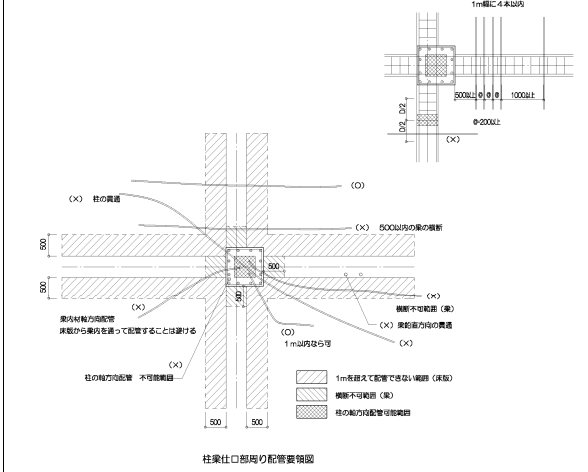 1m幅に4本以内
500以上 @ @ @ 1000以上
D/2
D/2
@=200以上
(×)
(O)
(×) 柱の貫通
(×) 500以内の梁の横断
500
500
500
500
(×)
梁内材軸方向配管
床版から梁内を通って配管することは避ける
(×)
横断不可範囲(梁)
(×) 梁鉛直方向の貫通
(O)
1m以内なら可
(×)
(×)
柱の軸方向配管 不可能範囲
1mを超えて配管できない範囲(床版)
横断不可範囲(梁)
柱の軸方向配管可能範囲
500
500
柱梁仕口部周り配管要領図